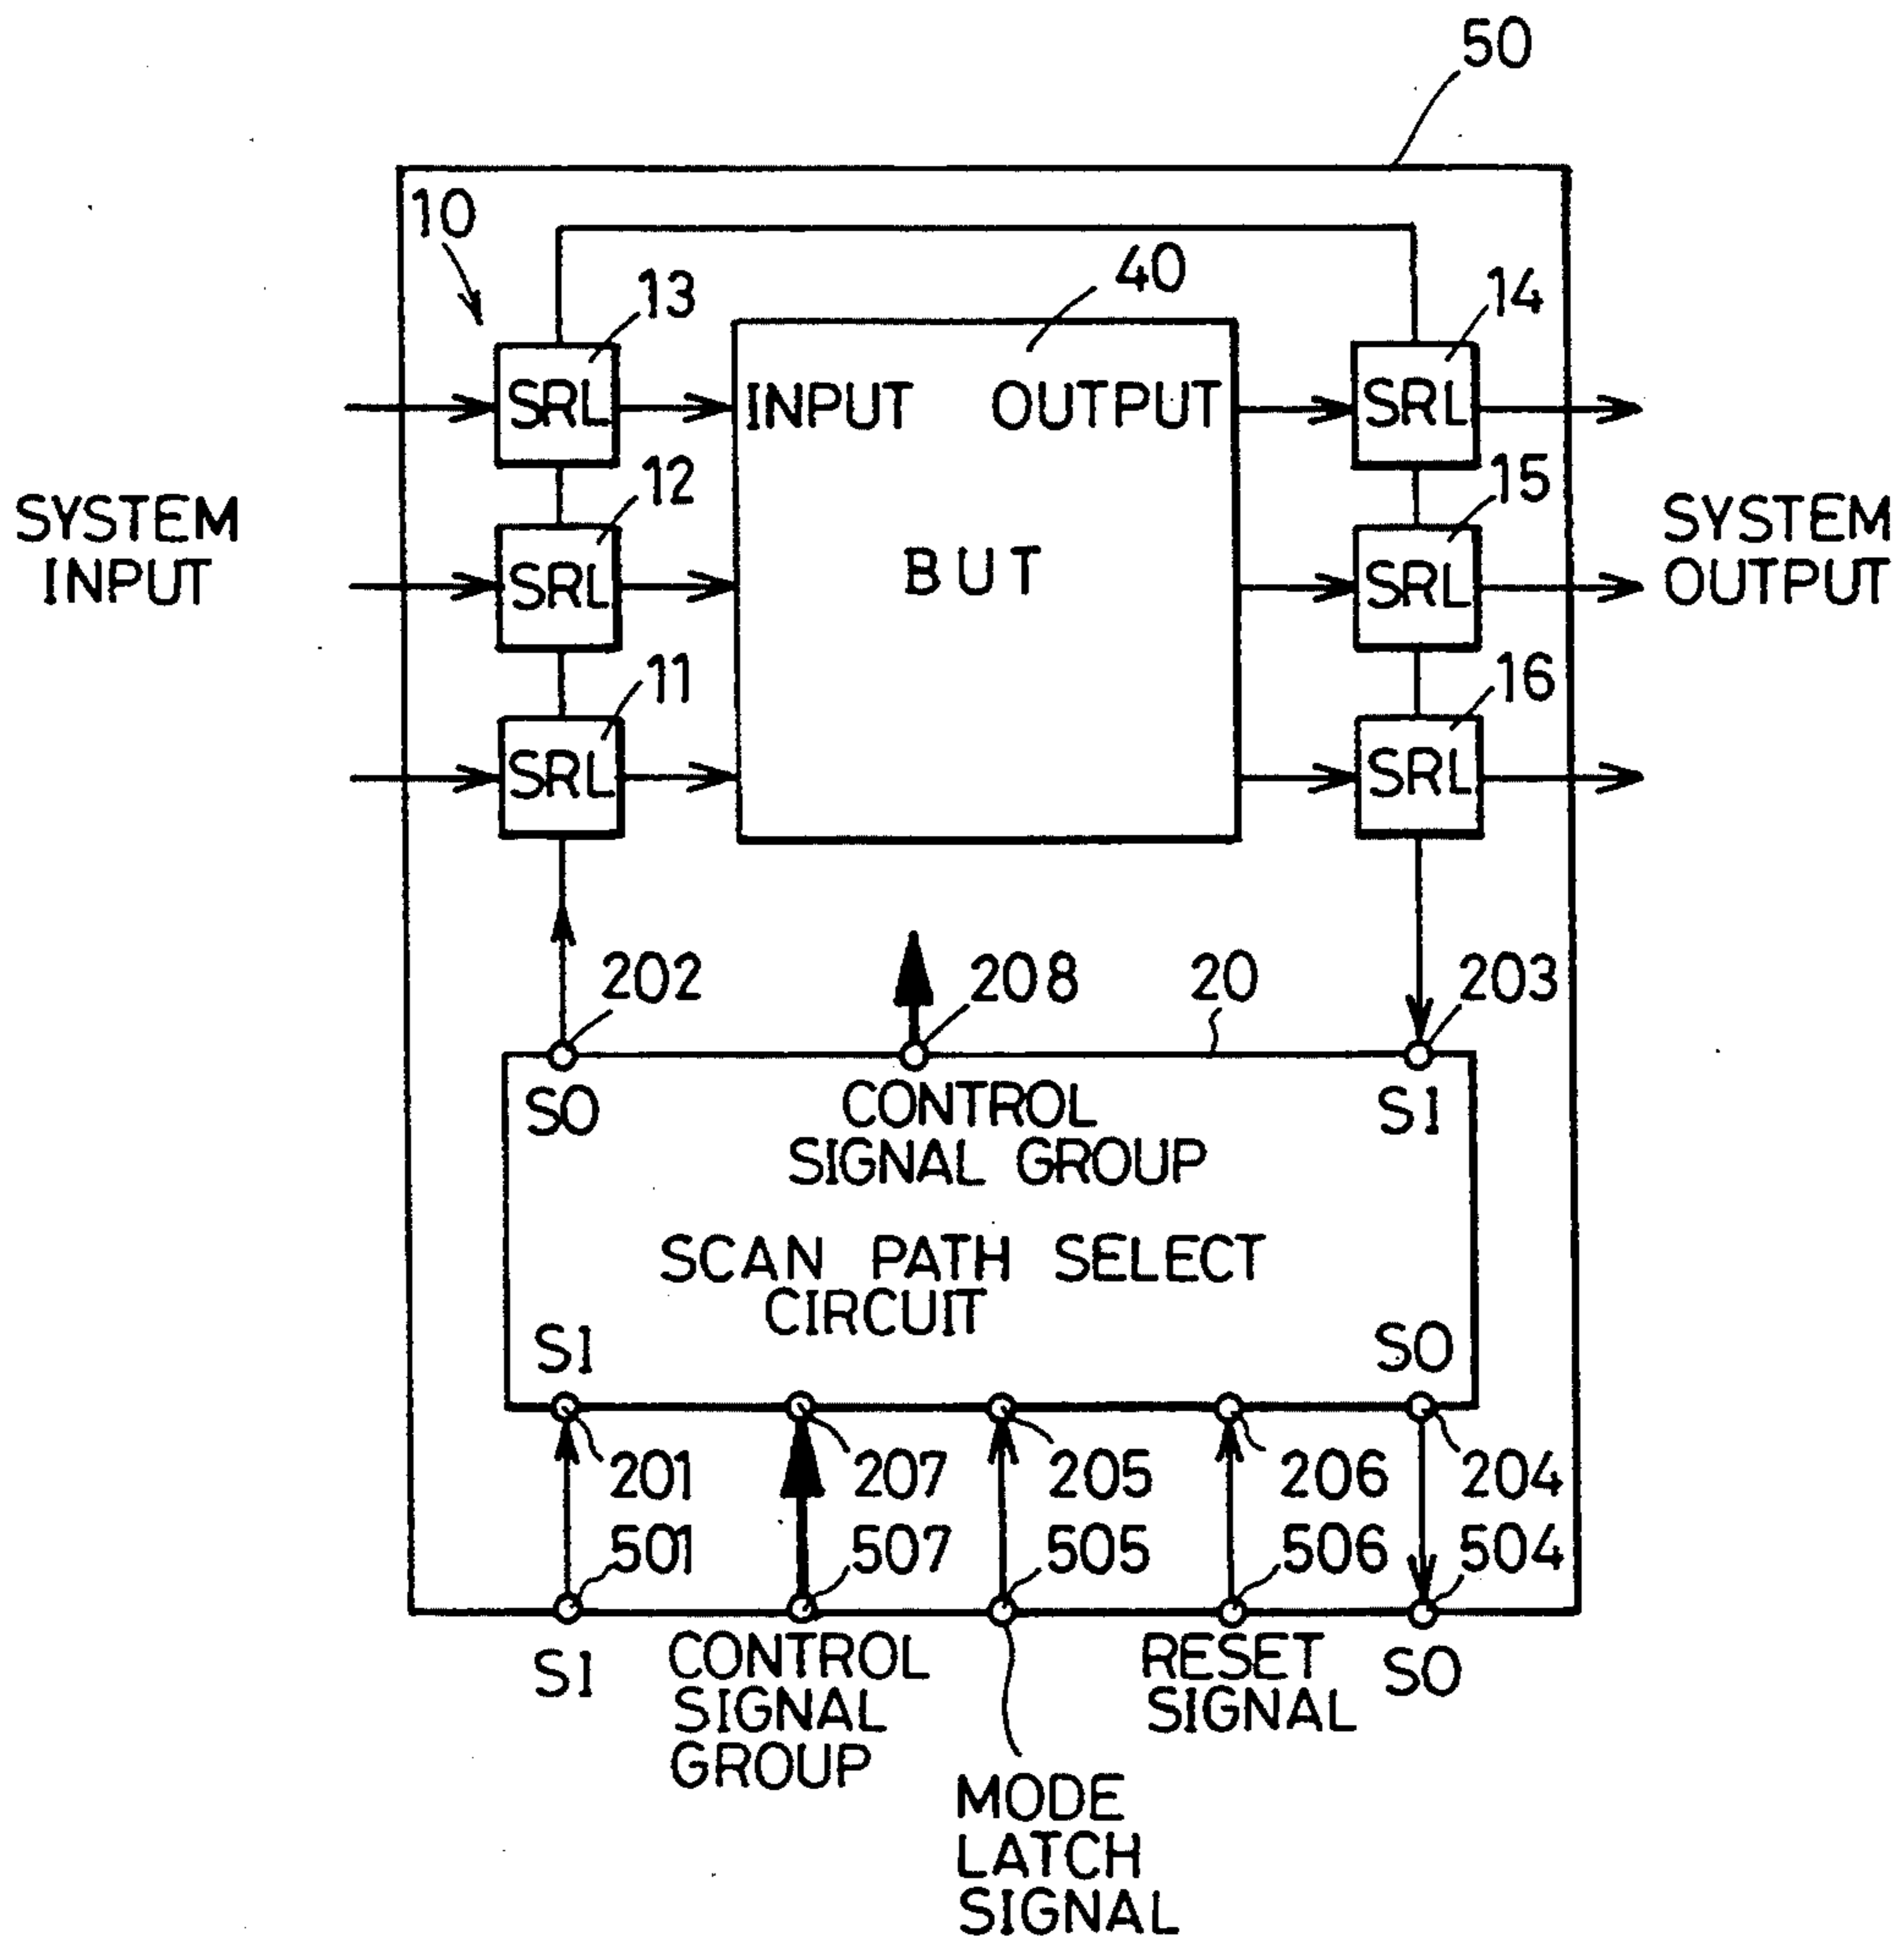 50
10
13
40
14
SRL
INPUT OUTPUT
SRL
12
15
SYSTEM
INPUT
SRL
BUT
SRL
SYSTEM
OUTPUT
11
16
SRL
SRL
202
208
20
203
SO
CONTROL
SIGNAL GROUP
SI
SCAN PATH SELECT
CIRCUIT
SI
SO
201
207
205
206
204
501
507
505
506
504
SI
CONTROL
SIGNAL
GROUP
RESET
SIGNAL
SO
MODE
LATCH
SIGNAL